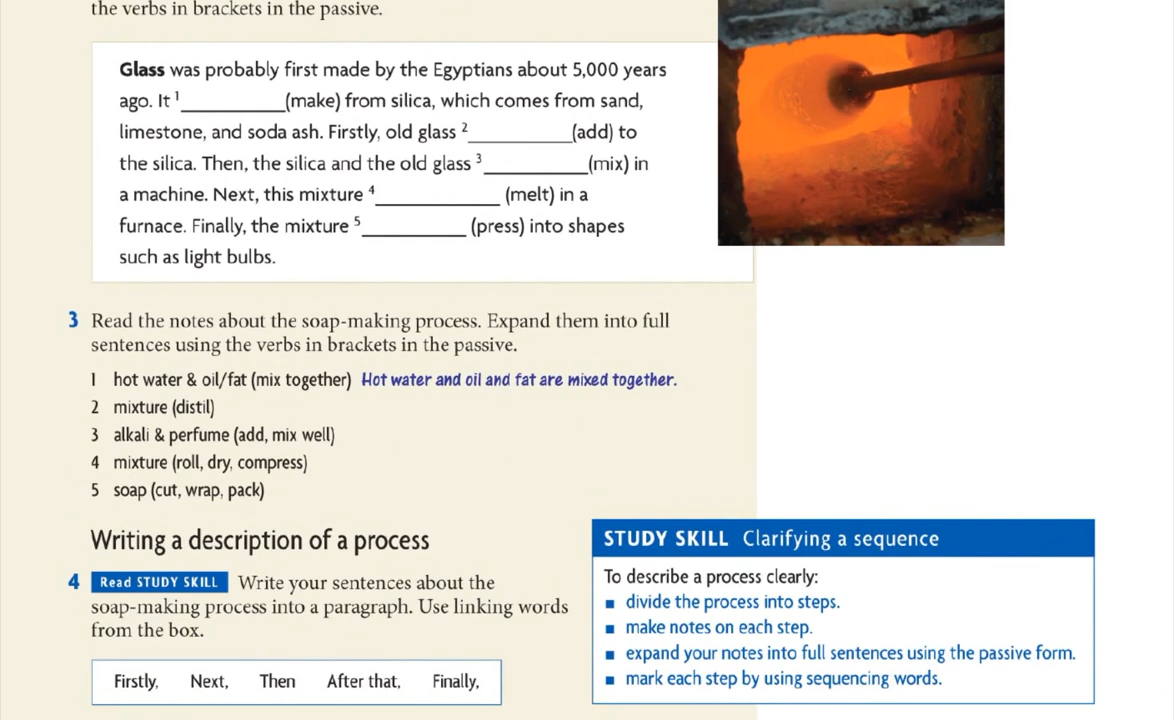 the verbs in brackets in the passive.
Glass was probably first made by the Egyptians about 5,000 years
ago. It 1__________(make) from silica, which comes from sand,
limestone, and soda ash. Firstly, old glass 2__________(add) to
the silica. Then, the silica and the old glass 3__________(mix) in
a machine. Next, this mixture 4____________ (melt) in a
furnace. Finally, the mixture 5__________ (press) into shapes
such as light bulbs.
3 Read the notes about the soap-making process. Expand them into full
sentences using the verbs in brackets in the passive.
1 hot water & oil/fat (mix together) Hot water and oil and fat are mixed together.
2 mixture (distil)
3 alkali & perfume (add, mix well)
4 mixture (roll, dry, compress)
5 soap (cut, wrap, pack)
Writing a description of a process
4 Read STUDY SKILL Write your sentences about the
soap-making process into a paragraph. Use linking words
from the box.
Firstly, Next, Then After that, Finally,
STUDY SKILL Clarifying a sequence
To describe a process clearly:
■ divide the process into steps.
■ make notes on each step.
■ expand your notes into full sentences using the passive form.
■ mark each step by using sequencing words.